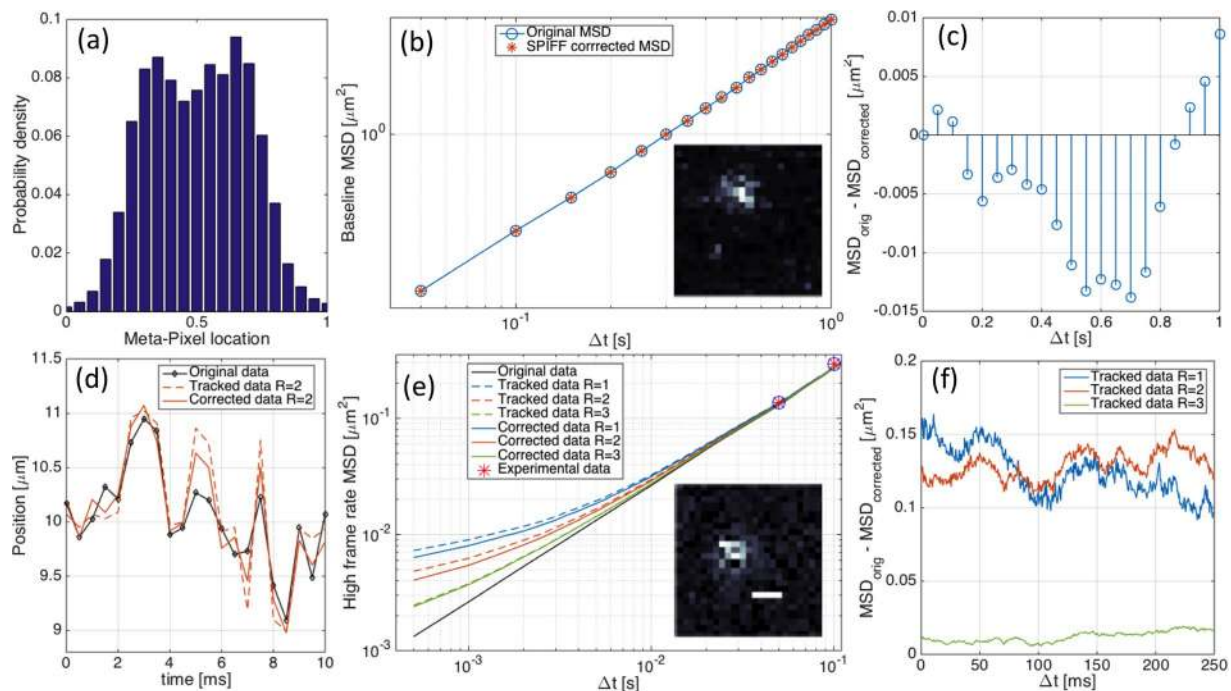 (a)
Probability density
0.1
0.08
0.06
0.04
0.02
0
0
0.5
1
Meta-Pixel location
(b)
Original MSD
SPIFF corrrected MSD
Baseline MSD [μm²]
10⁰
10⁻¹
10⁰
Δt [s]
(c)
MSDorig - MSDcorrected [μm²]
0.01
0.005
0
-0.005
-0.01
-0.015
0
0.2
0.4
0.6
0.8
1
Δt [s]
(d)
Original data
Tracked data R=2
Corrected data R=2
Position [μm]
11.5
11
10.5
10
9.5
9
0
2
4
6
8
10
time [ms]
(e)
Original data
Tracked data R=1
Tracked data R=2
Tracked data R=3
Corrected data R=1
Corrected data R=2
Corrected data R=3
Experimental data
High frame rate MSD [μm²]
10⁻¹
10⁻²
10⁻³
10⁻³
10⁻²
10⁻¹
Δt [s]
(f)
Tracked data R=1
Tracked data R=2
Tracked data R=3
MSDorig - MSDcorrected [μm²]
0.2
0.15
0.1
0.05
0
0
50
100
150
200
250
Δt [ms]